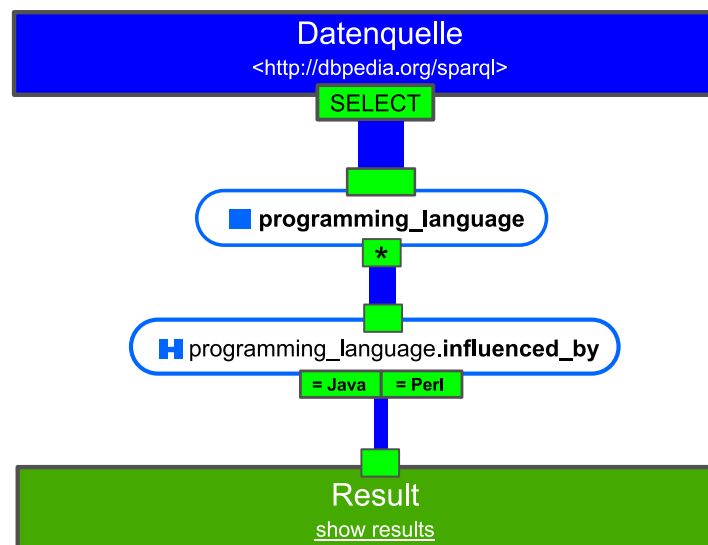 Datenquelle
<http://dbpedia.org/sparql>
SELECT
programming_language
*
programming_language.influenced_by
= Java = Perl
Result
show results